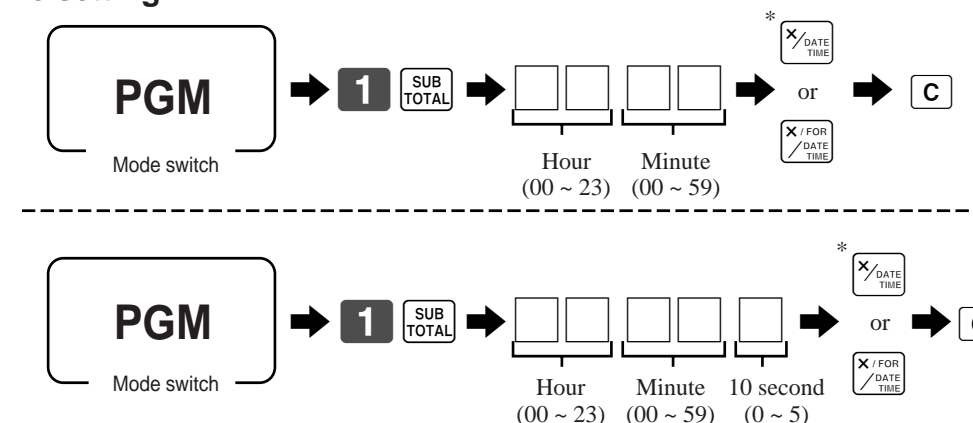 *
×/DATE
TIME
PGM
1
SUB
TOTAL
or
C
× / FOR
/DATE
TIME
Mode switch
Hour
Minute
(00 ~ 23)
(00 ~ 59)
*
×/DATE
TIME
PGM
1
SUB
TOTAL
or
× / FOR
/DATE
TIME
Mode switch
Hour
Minute
10 second
(00 ~ 23)
(00 ~ 59)
(0 ~ 5)